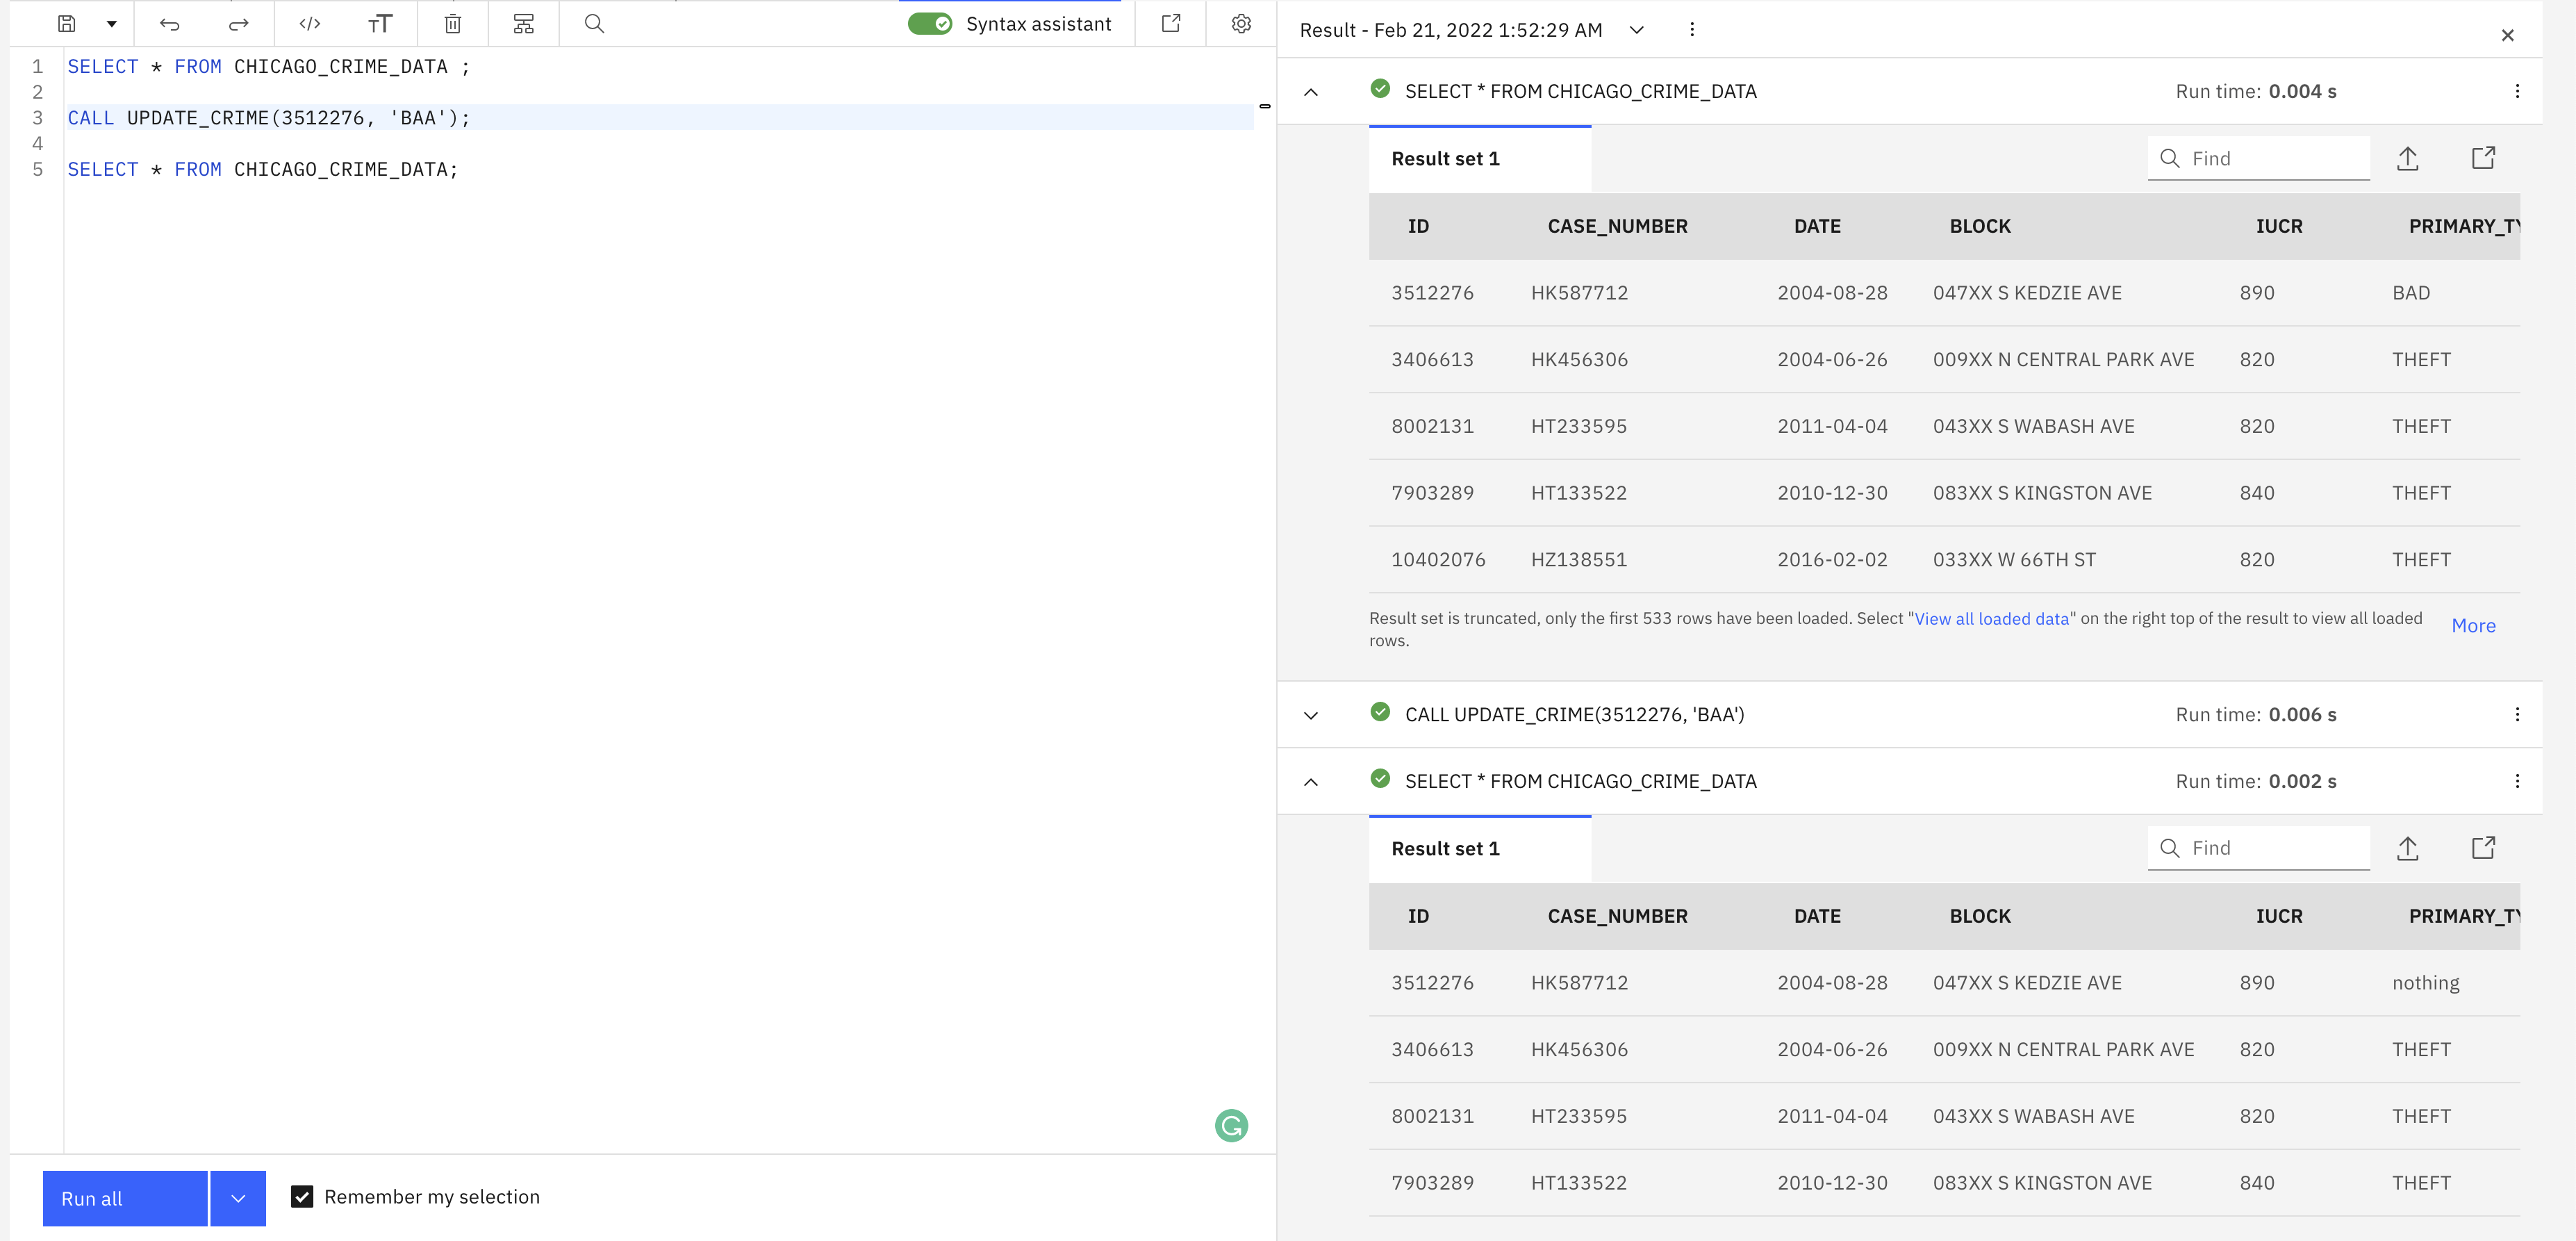 Syntax assistant
1 SELECT * FROM CHICAGO_CRIME_DATA ;
2
3 CALL UPDATE_CRIME(3512276, 'BAA');
4
5 SELECT * FROM CHICAGO_CRIME_DATA;
Run all
Remember my selection
Result - Feb 21, 2022 1:52:29 AM
SELECT * FROM CHICAGO_CRIME_DATA Run time: 0.004 s
Result set 1 Find
ID CASE_NUMBER DATE BLOCK IUCR PRIMARY_TY
3512276 HK587712 2004-08-28 047XX S KEDZIE AVE 890 BAD
3406613 HK456306 2004-06-26 009XX N CENTRAL PARK AVE 820 THEFT
8002131 HT233595 2011-04-04 043XX S WABASH AVE 820 THEFT
7903289 HT133522 2010-12-30 083XX S KINGSTON AVE 840 THEFT
10402076 HZ138551 2016-02-02 033XX W 66TH ST 820 THEFT
Result set is truncated, only the first 533 rows have been loaded. Select "View all loaded data" on the right top of the result to view all loaded
rows.
More
CALL UPDATE_CRIME(3512276, 'BAA') Run time: 0.006 s
SELECT * FROM CHICAGO_CRIME_DATA Run time: 0.002 s
Result set 1 Find
ID CASE_NUMBER DATE BLOCK IUCR PRIMARY_TY
3512276 HK587712 2004-08-28 047XX S KEDZIE AVE 890 nothing
3406613 HK456306 2004-06-26 009XX N CENTRAL PARK AVE 820 THEFT
8002131 HT233595 2011-04-04 043XX S WABASH AVE 820 THEFT
7903289 HT133522 2010-12-30 083XX S KINGSTON AVE 840 THEFT